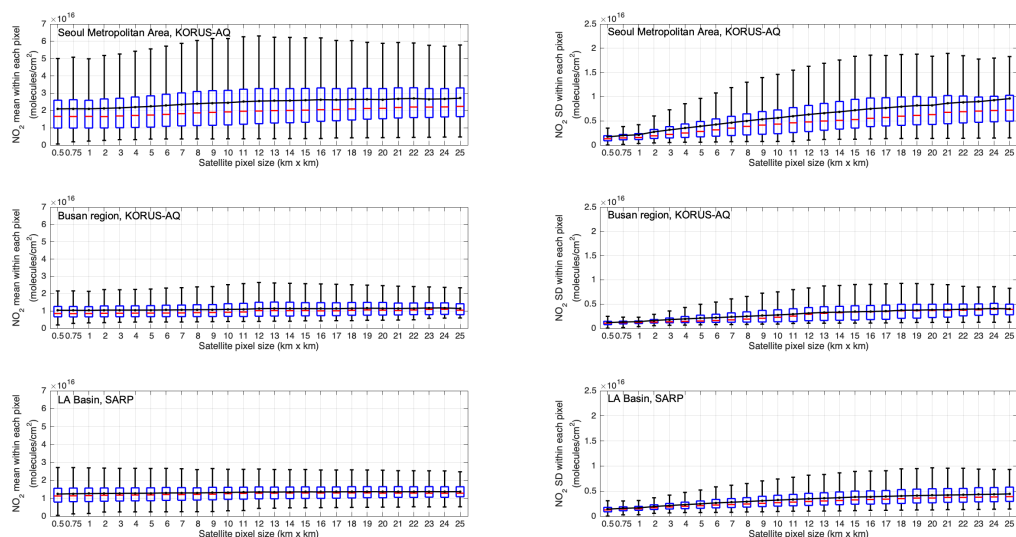 ×10^16
Seoul Metropolitan Area, KORUS-AQ
NO2 mean within each pixel
(molecules/cm²)
7
6
5
4
3
2
1
0
0.5 0.75 1 2 3 4 5 6 7 8 9 10 11 12 13 14 15 16 17 18 19 20 21 22 23 24 25
Satellite pixel size (km x km)
×10^16
Seoul Metropolitan Area, KORUS-AQ
NO2 SD within each pixel
(molecules/cm²)
2.5
2
1.5
1
0.5
0
0.5 0.75 1 2 3 4 5 6 7 8 9 10 11 12 13 14 15 16 17 18 19 20 21 22 23 24 25
Satellite pixel size (km x km)
×10^16
Busan region, KORUS-AQ
NO2 mean within each pixel
(molecules/cm²)
7
6
5
4
3
2
1
0
0.5 0.75 1 2 3 4 5 6 7 8 9 10 11 12 13 14 15 16 17 18 19 20 21 22 23 24 25
Satellite pixel size (km x km)
×10^16
Busan region, KORUS-AQ
NO2 SD within each pixel
(molecules/cm²)
2.5
2
1.5
1
0.5
0
0.5 0.75 1 2 3 4 5 6 7 8 9 10 11 12 13 14 15 16 17 18 19 20 21 22 23 24 25
Satellite pixel size (km x km)
×10^16
LA Basin, SARP
NO2 mean within each pixel
(molecules/cm²)
7
6
5
4
3
2
1
0
0.5 0.75 1 2 3 4 5 6 7 8 9 10 11 12 13 14 15 16 17 18 19 20 21 22 23 24 25
Satellite pixel size (km x km)
×10^16
LA Basin, SARP
NO2 SD within each pixel
(molecules/cm²)
2.5
2
1.5
1
0.5
0
0.5 0.75 1 2 3 4 5 6 7 8 9 10 11 12 13 14 15 16 17 18 19 20 21 22 23 24 25
Satellite pixel size (km x km)